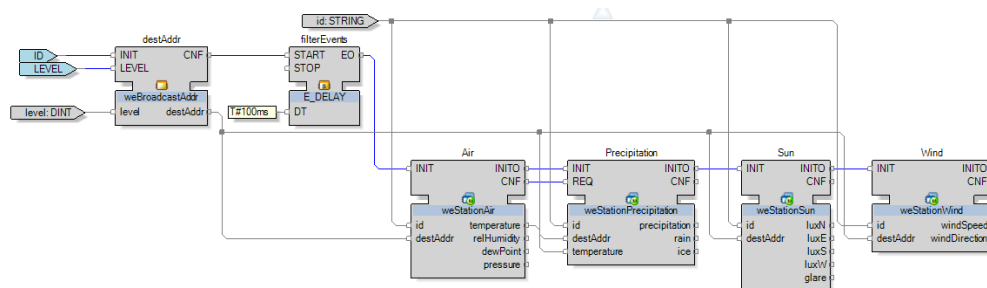 id: STRING
destAddr
filterEvents
ID
INIT CNF
START EO
LEVEL
LEVEL
STOP
weBroadcastAddr
E_DELAY
level: DINT
level destAddr
T#100ms
DT
Air
Precipitation
Sun
Wind
INIT INITO
CNF
INIT INITO
REQ CNF
INIT INITO
CNF
INIT INITO
CNF
weStationAir
weStationPrecipitation
weStationSun
weStationWind
id temperature
destAddr relHumidity
dewPoint
pressure
id precipitation
destAddr rain
temperature ice
id luxN
destAddr luxE
luxS
luxW
glare
id windSpeed
destAddr windDirection